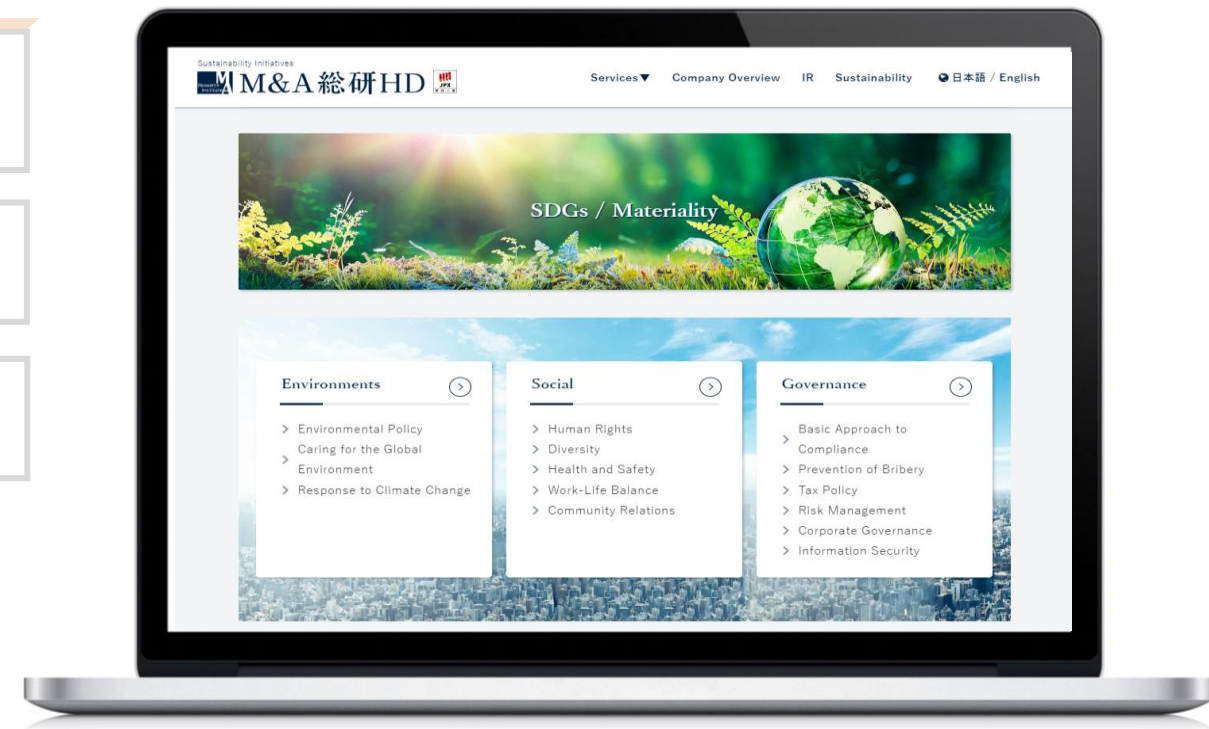 Sustainability Initiatives
M&A総研HD
JPX
Services▼ Company Overview IR Sustainability 日本語 / English
SDGs / Materiality
Environments
Environmental Policy
Caring for the Global
Environment
Response to Climate Change
Social
Human Rights
Diversity
Health and Safety
Work-Life Balance
Community Relations
Governance
Basic Approach to
Compliance
Prevention of Bribery
Tax Policy
Risk Management
Corporate Governance
Information Security